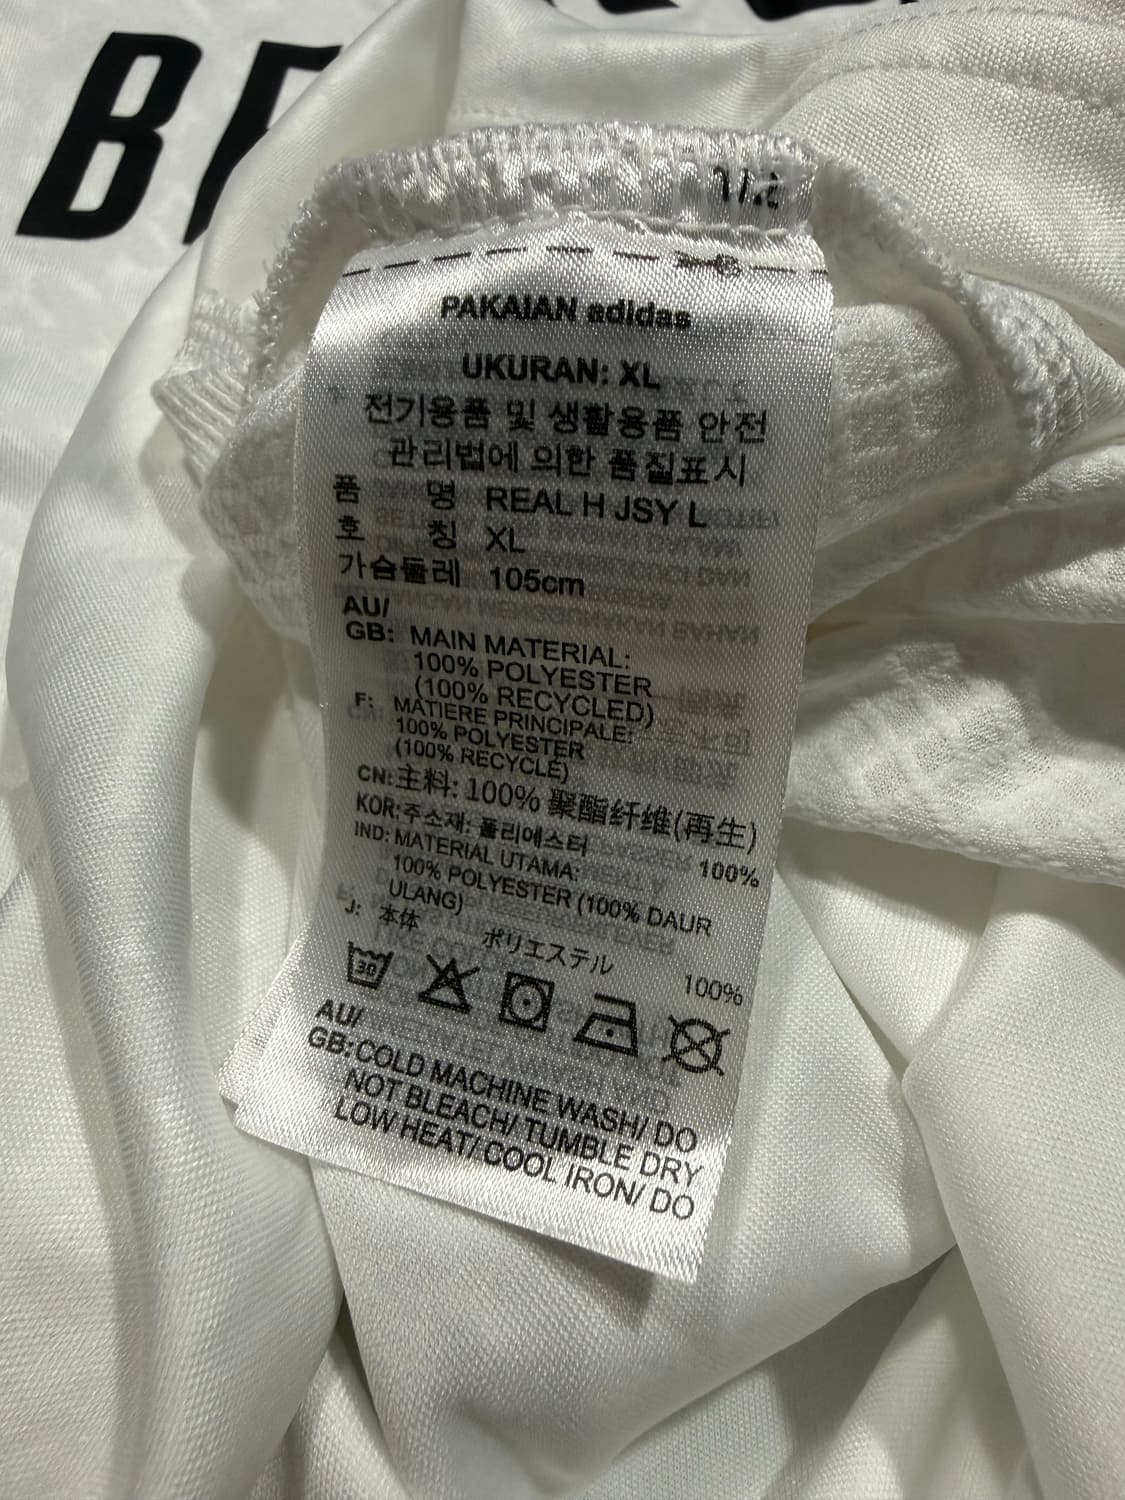 BE
PAKAIAN adidas
UKURAN: XL
전기용품 및 생활용품 안전
관리법에 의한 품질표시
품 명 REAL H JSY L
호 칭 XL
가슴둘레 105cm
AU/
GB: MAIN MATERIAL:
100% POLYESTER
(100% RECYCLED)
F: MATIERE PRINCIPALE:
100% POLYESTER
(100% RECYCLE)
CN: 主料: 100% 聚酯纤维(再生)
KOR: 주소재: 폴리에스터 100%
IND: MATERIAL UTAMA:
100% POLYESTER (100% DAUR
ULANG)
J: 本体 ポリエステル 100%
30
AU/
GB: COLD MACHINE WASH/ DO
NOT BLEACH/ TUMBLE DRY
LOW HEAT/ COOL IRON/ DO